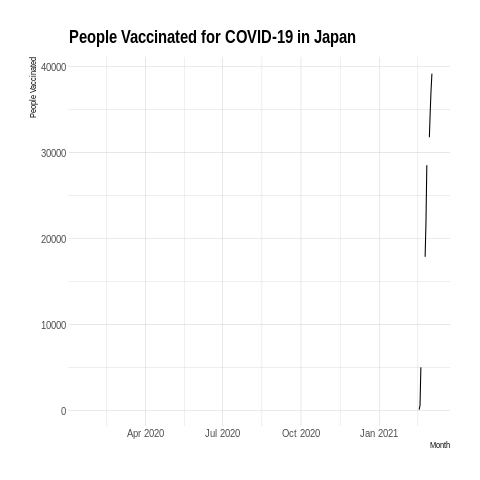 People Vaccinated for COVID-19 in Japan
People Vaccinated
40000
30000
20000
10000
0
Apr 2020 Jul 2020 Oct 2020 Jan 2021
Month